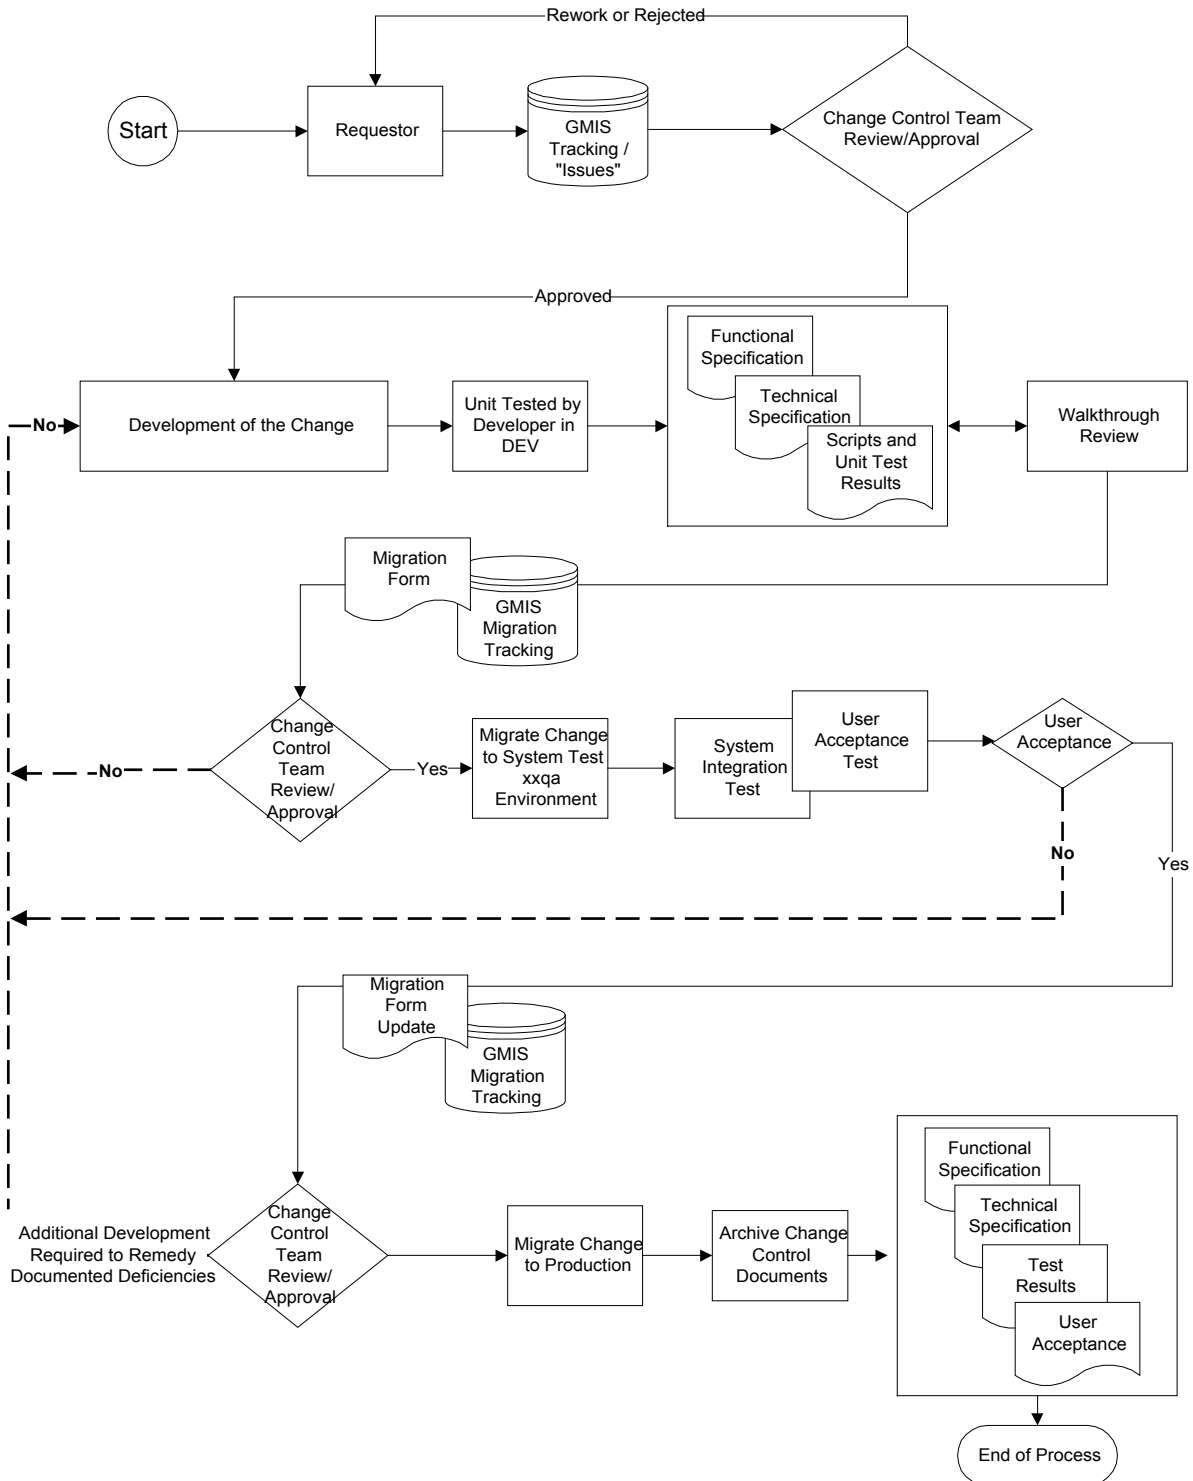 Rework or Rejected
Start
Requestor
GMIS
Tracking /
"Issues"
Change Control Team
Review/Approval
Approved
Functional
Specification
Technical
Specification
Scripts and
Unit Test
Results
No
Development of the Change
Unit Tested by
Developer in
DEV
Walkthrough
Review
Migration
Form
GMIS
Migration
Tracking
Change
Control
Team
Review/
Approval
No
Yes
Migrate Change
to System Test
xxqa
Environment
System
Integration
Test
User
Acceptance
Test
User
Acceptance
No
Yes
Migration
Form
Update
GMIS
Migration
Tracking
Additional Development
Required to Remedy
Documented Deficiencies
Change
Control
Team
Review/
Approval
Migrate Change
to Production
Archive Change
Control
Documents
Functional
Specification
Technical
Specification
Test
Results
User
Acceptance
End of Process